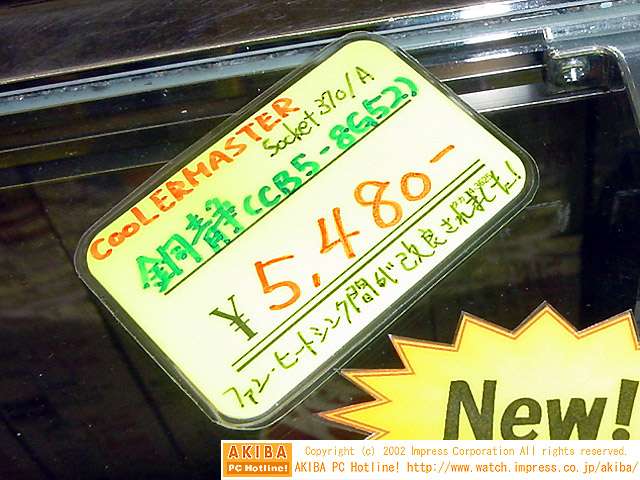 COOLERMASTER
Socket 370/A
銅静(CCB5-8G52)
¥5,480-
ファン・ヒートシンク間が改良されました!
New!
AKIBA
PC Hotline!
Copyright (c) 2002 Impress Corporation All rights reserved.
AKIBA PC Hotline! http://www.watch.impress.co.jp/akiba/